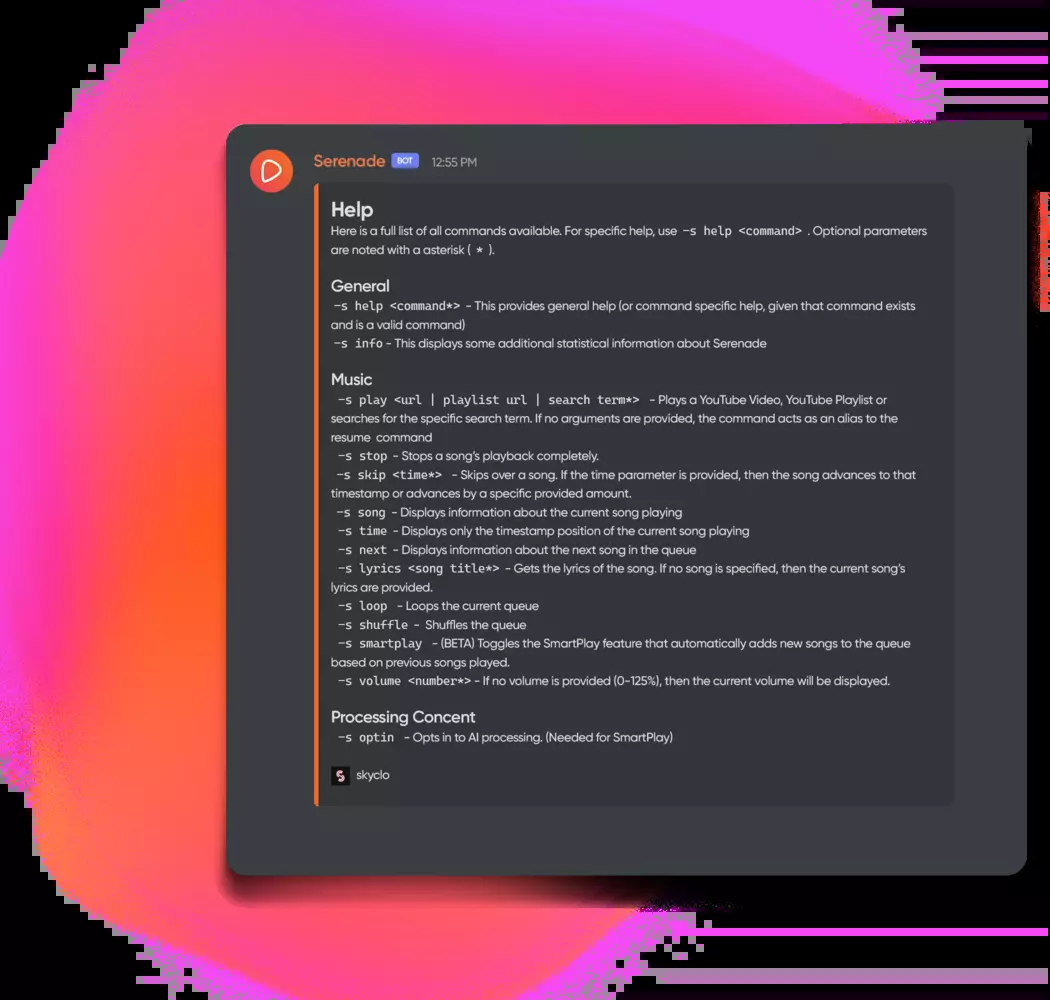 Serenade BOT 12:55 PM
Help
Here is a full list of all commands available. For specific help, use -s help <command> . Optional parameters
are noted with a asterisk ( * ).
General
-s help <command*> - This provides general help (or command specific help, given that command exists
and is a valid command)
-s info - This displays some additional statistical information about Serenade
Music
-s play <url | playlist url | search term*> - Plays a YouTube Video, YouTube Playlist or
searches for the specific search term. If no arguments are provided, the command acts as an alias to the
resume command
-s stop - Stops a song's playback completely.
-s skip <time*> - Skips over a song. If the time parameter is provided, then the song advances to that
timestamp or advances by a specific provided amount.
-s song - Displays information about the current song playing
-s time - Displays only the timestamp position of the current song playing
-s next - Displays information about the next song in the queue
-s lyrics <song title*> - Gets the lyrics of the song. If no song is specified, then the current song's
lyrics are provided.
-s loop - Loops the current queue
-s shuffle - Shuffles the queue
-s smartplay - (BETA) Toggles the SmartPlay feature that automatically adds new songs to the queue
based on previous songs played.
-s volume <number*> - If no volume is provided (0-125%), then the current volume will be displayed.
Processing Concent
-s optin - Opts in to AI processing. (Needed for SmartPlay)
skyclo